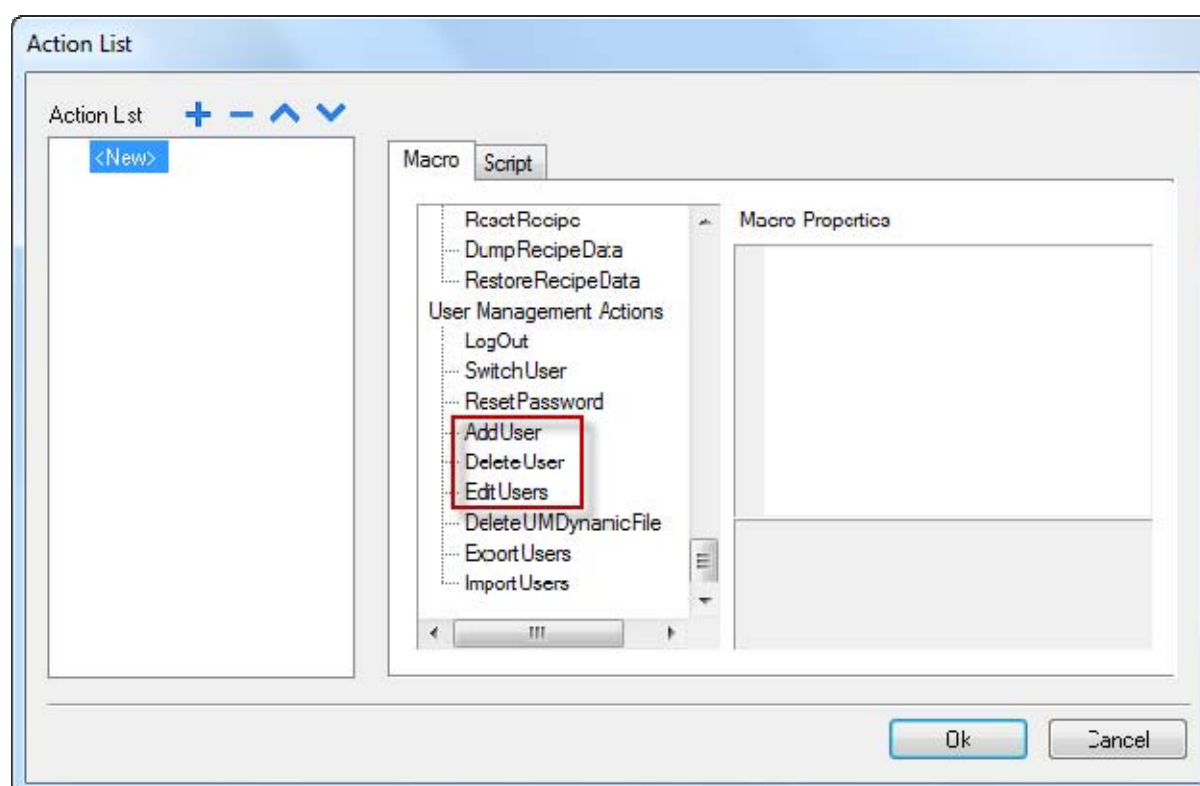 Action List
Action List
<New>
Macro
Script
ResetRecipe
DumpRecipeData
RestoreRecipeData
User Management Actions
LogOut
SwitchUser
ResetPassword
AddUser
DeleteUser
EditUsers
DeleteUMDynamicFile
ExportUsers
ImportUsers
Macro Properties
Ok
Cancel